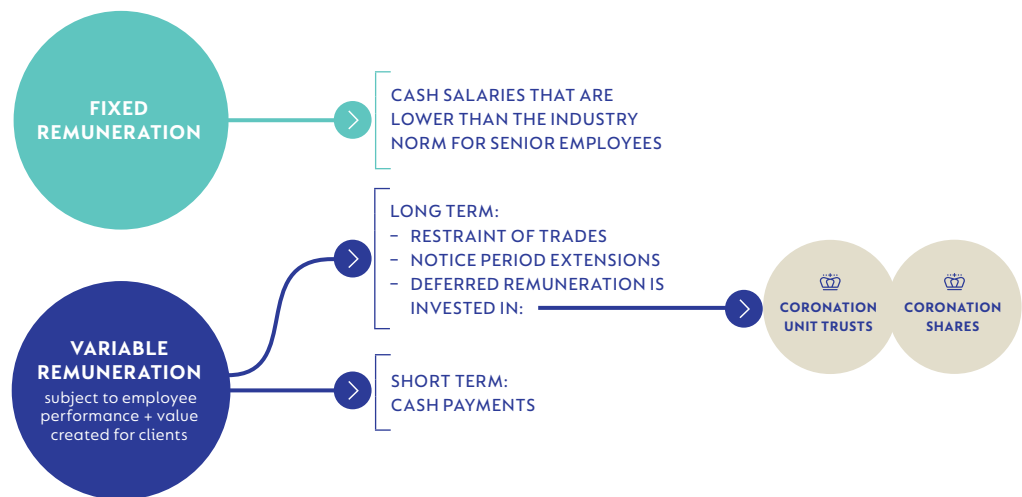 FIXED
REMUNERATION
CASH SALARIES THAT ARE
LOWER THAN THE INDUSTRY
NORM FOR SENIOR EMPLOYEES
VARIABLE
REMUNERATION
subject to employee
performance + value
created for clients
LONG TERM:
– RESTRAINT OF TRADES
– NOTICE PERIOD EXTENSIONS
– DEFERRED REMUNERATION IS
INVESTED IN:
CORONATION
UNIT TRUSTS
CORONATION
SHARES
SHORT TERM:
CASH PAYMENTS